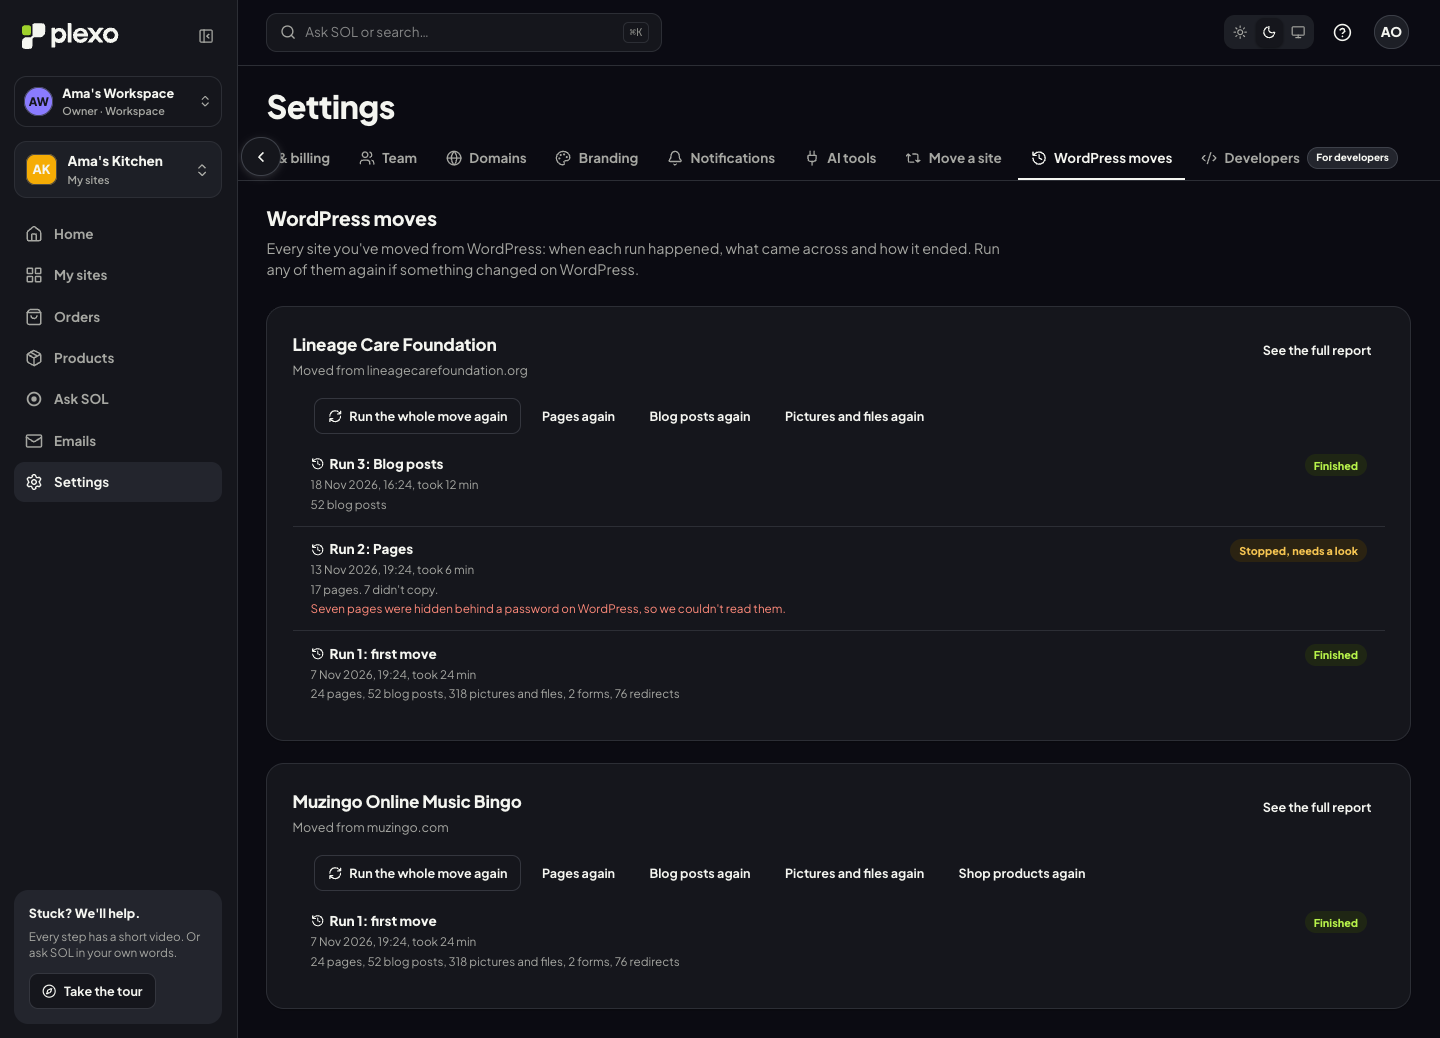 plexo
Ask SOL or search...
⌘K
AO
AW
Ama's Workspace
Owner · Workspace
AK
Ama's Kitchen
My sites
Home
My sites
Orders
Products
Ask SOL
Emails
Settings
Stuck? We'll help.
Every step has a short video. Or
ask SOL in your own words.
Take the tour
Settings
& billing
Team
Domains
Branding
Notifications
AI tools
Move a site
WordPress moves
Developers
For developers
WordPress moves
Every site you've moved from WordPress: when each run happened, what came across and how it ended. Run
any of them again if something changed on WordPress.
Lineage Care Foundation
See the full report
Moved from lineagecarefoundation.org
Run the whole move again
Pages again
Blog posts again
Pictures and files again
Run 3: Blog posts
Finished
18 Nov 2026, 16:24, took 12 min
52 blog posts
Run 2: Pages
Stopped, needs a look
13 Nov 2026, 19:24, took 6 min
17 pages. 7 didn't copy.
Seven pages were hidden behind a password on WordPress, so we couldn't read them.
Run 1: first move
Finished
7 Nov 2026, 19:24, took 24 min
24 pages, 52 blog posts, 318 pictures and files, 2 forms, 76 redirects
Muzingo Online Music Bingo
See the full report
Moved from muzingo.com
Run the whole move again
Pages again
Blog posts again
Pictures and files again
Shop products again
Run 1: first move
Finished
7 Nov 2026, 19:24, took 24 min
24 pages, 52 blog posts, 318 pictures and files, 2 forms, 76 redirects